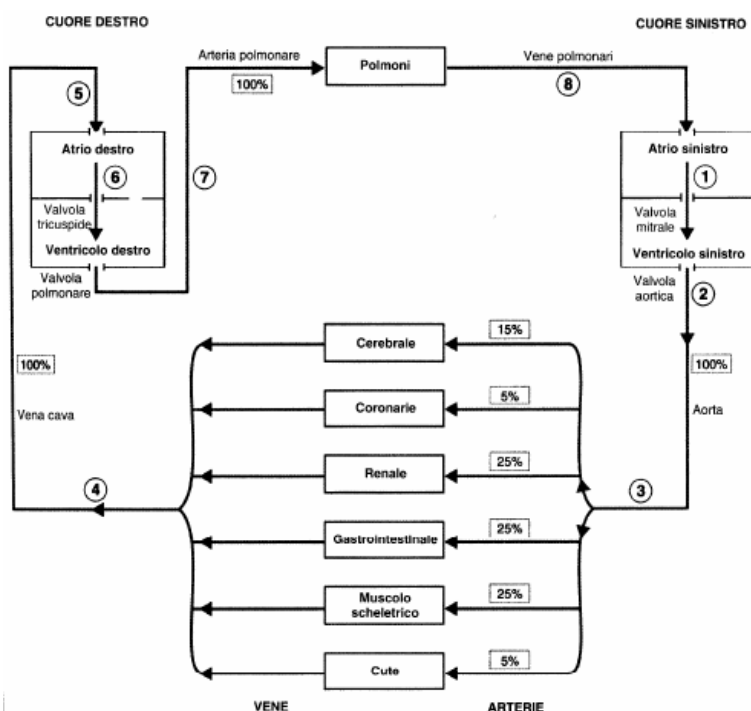 CUORE DESTRO
CUORE SINISTRO
Arteria polmonare
100%
Polmoni
Vene polmonari
8
5
Atrio destro
6
Valvola
tricuspide
Ventricolo destro
Valvola
polmonare
7
Atrio sinistro
1
Valvola
mitrale
Ventricolo sinistro
Valvola
aortica
2
100%
Vena cava
100%
Aorta
Cerebrale
15%
Coronarie
5%
Renale
25%
4
3
Gastrointestinale
25%
Muscolo
scheletrico
25%
Cute
5%
VENE
ARTERIE